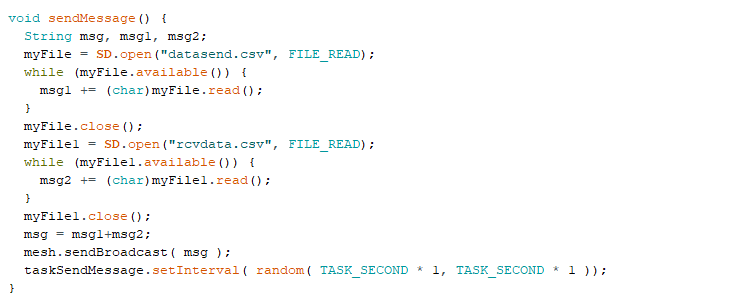 void sendMessage() {
  String msg, msg1, msg2;
  myFile = SD.open("datasend.csv", FILE_READ);
  while (myFile.available()) {
    msg1 += (char)myFile.read();
  }
  myFile.close();
  myFile1 = SD.open("rcvdata.csv", FILE_READ);
  while (myFile1.available()) {
    msg2 += (char)myFile1.read();
  }
  myFile1.close();
  msg = msg1+msg2;
  mesh.sendBroadcast( msg );
  taskSendMessage.setInterval( random( TASK_SECOND * 1, TASK_SECOND * 1 ));
}